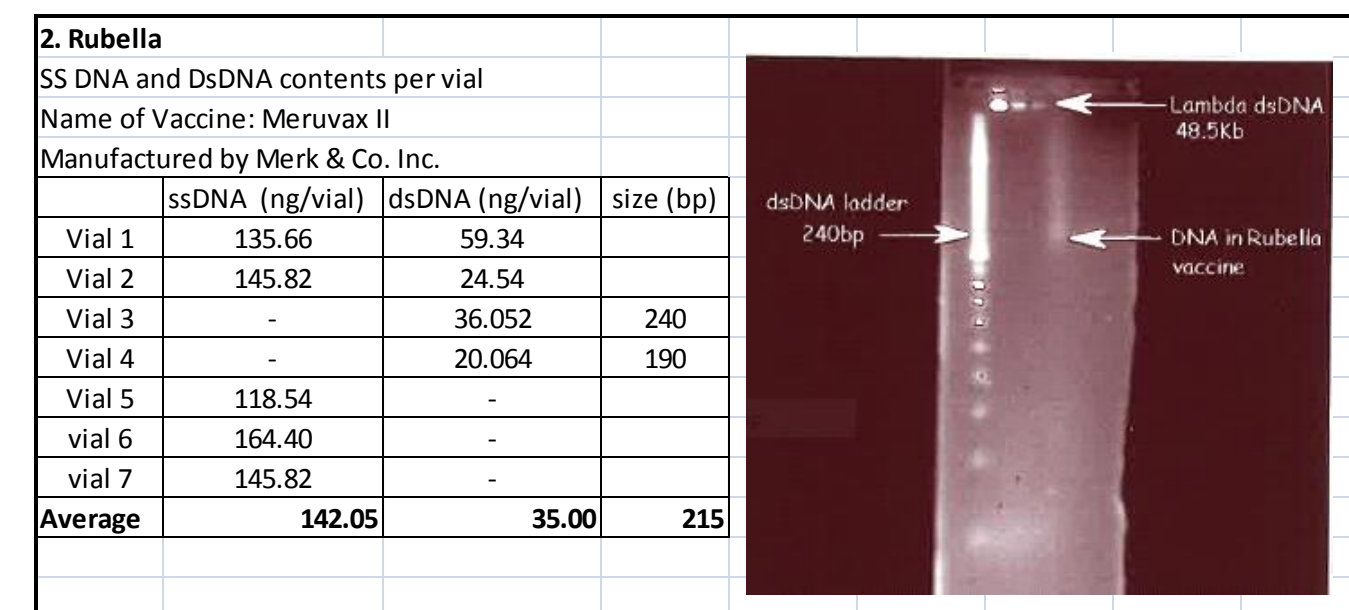 2. Rubella
SS DNA and DsDNA contents per vial
Name of Vaccine: Meruvax II
Manufactured by Merk & Co. Inc.
ssDNA (ng/vial) dsDNA (ng/vial) size (bp)
Vial 1 135.66 59.34
Vial 2 145.82 24.54
Vial 3 - 36.052 240
Vial 4 - 20.064 190
Vial 5 118.54 -
vial 6 164.40 -
vial 7 145.82 -
Average 142.05 35.00 215
Lambda dsDNA
48.5Kb
dsDNA ladder
240bp
DNA in Rubella
vaccine